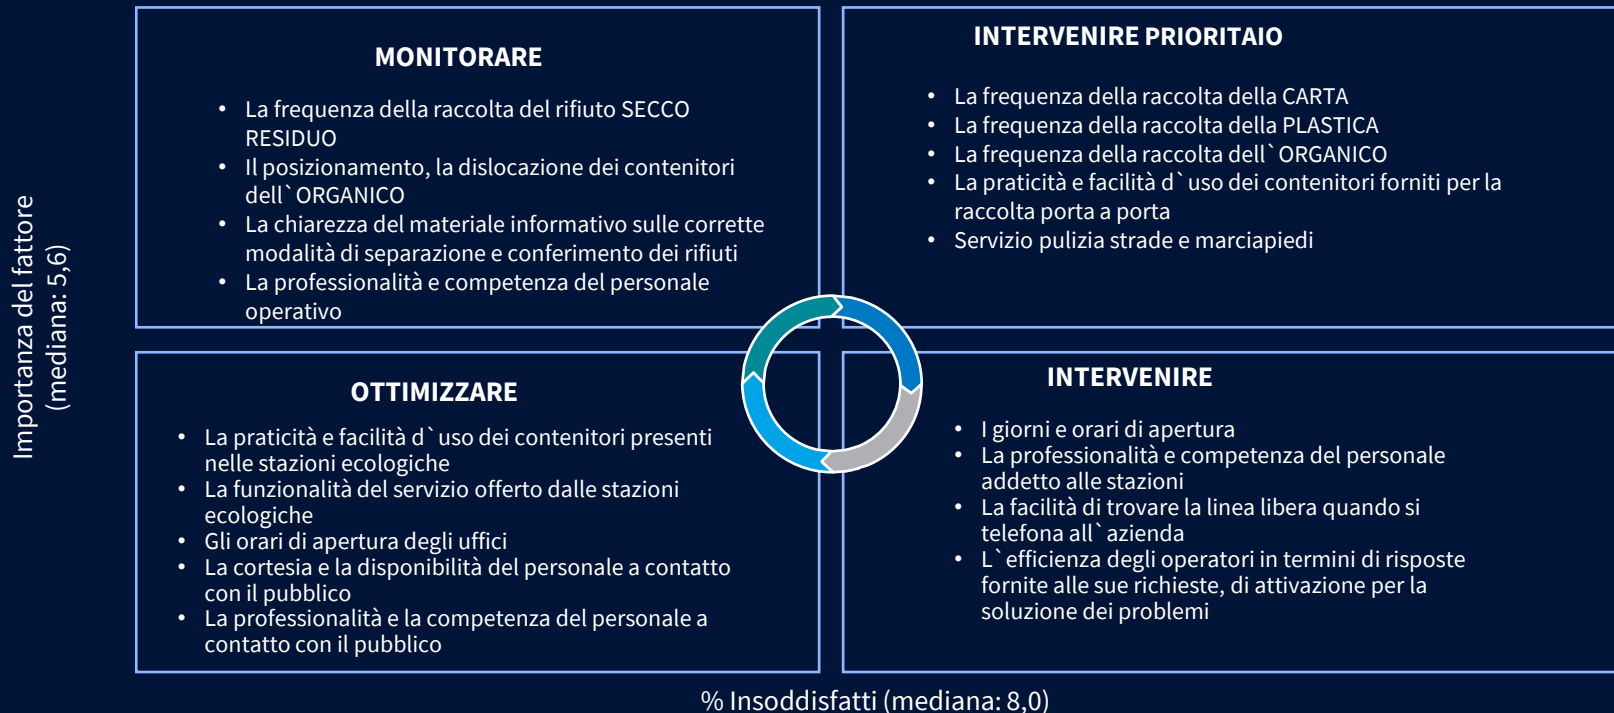 MONITORARE
• La frequenza della raccolta del rifiuto SECCO
RESIDUO
• Il posizionamento, la dislocazione dei contenitori
dell`ORGANICO
• La chiarezza del materiale informativo sulle corrette
modalità di separazione e conferimento dei rifiuti
• La professionalità e competenza del personale
operativo
INTERVENIRE PRIORITAIO
• La frequenza della raccolta della CARTA
• La frequenza della raccolta della PLASTICA
• La frequenza della raccolta dell`ORGANICO
• La praticità e facilità d`uso dei contenitori forniti per la
raccolta porta a porta
• Servizio pulizia strade e marciapiedi
Importanza del fattore
(mediana: 5,6)
OTTIMIZZARE
• La praticità e facilità d`uso dei contenitori presenti
nelle stazioni ecologiche
• La funzionalità del servizio offerto dalle stazioni
ecologiche
• Gli orari di apertura degli uffici
• La cortesia e la disponibilità del personale a contatto
con il pubblico
• La professionalità e la competenza del personale a
contatto con il pubblico
INTERVENIRE
• I giorni e orari di apertura
• La professionalità e competenza del personale
addetto alle stazioni
• La facilità di trovare la linea libera quando si
telefona all`azienda
• L`efficienza degli operatori in termini di risposte
fornite alle sue richieste, di attivazione per la
soluzione dei problemi
% Insoddisfatti (mediana: 8,0)